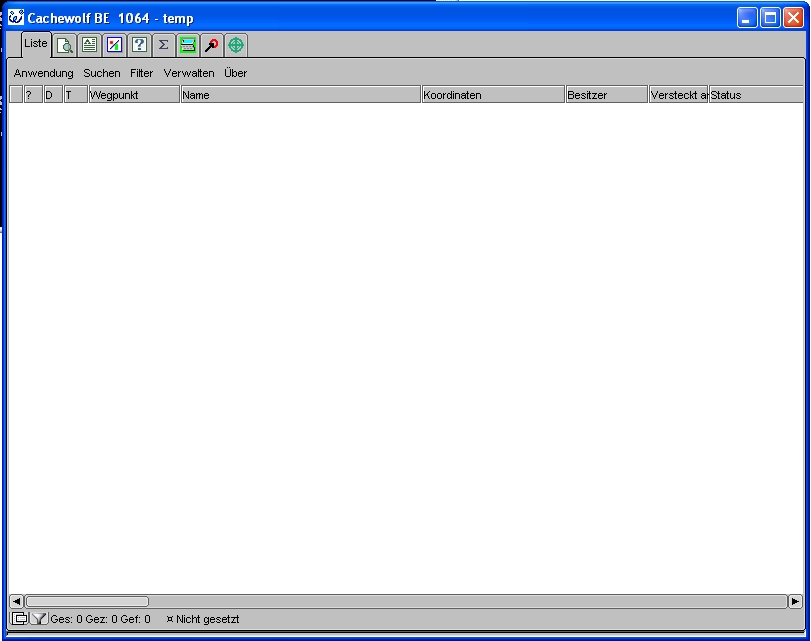 Cachewolf BE 1064 - temp
Liste
Anwendung Suchen Filter Verwalten Über
? D T Wegpunkt Name Koordinaten Besitzer Versteckt a Status
Ges: 0 Gez: 0 Gef: 0 ¤ Nicht gesetzt